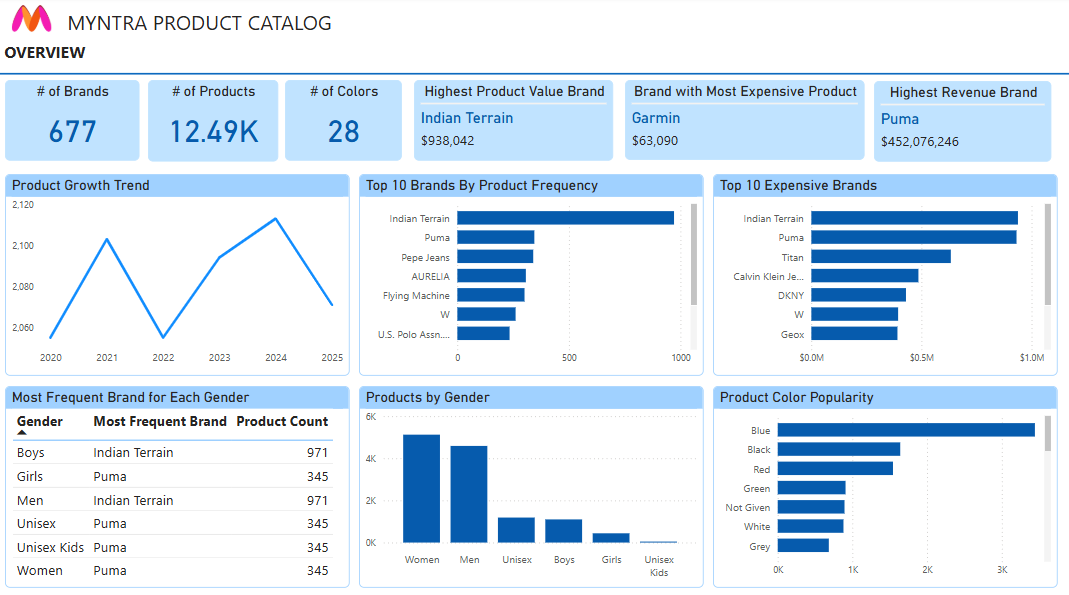 MYNTRA PRODUCT CATALOG
OVERVIEW
# of Brands
677
# of Products
12.49K
# of Colors
28
Highest Product Value Brand
Indian Terrain
$938,042
Brand with Most Expensive Product
Garmin
$63,090
Highest Revenue Brand
Puma
$452,076,246
Product Growth Trend
2,120
2,100
2,080
2,060
2020 2021 2022 2023 2024 2025
Top 10 Brands By Product Frequency
Indian Terrain
Puma
Pepe Jeans
AURELIA
Flying Machine
W
U.S. Polo Assn....
0 500 1000
Top 10 Expensive Brands
Indian Terrain
Puma
Titan
Calvin Klein Je...
DKNY
W
Geox
$0.0M $0.5M $1.0M
Most Frequent Brand for Each Gender
Gender Most Frequent Brand Product Count
Boys Indian Terrain 971
Girls Puma 345
Men Indian Terrain 971
Unisex Puma 345
Unisex Kids Puma 345
Women Puma 345
Products by Gender
6K
4K
2K
0K
Women Men Unisex Boys Girls Unisex
Kids
Product Color Popularity
Blue
Black
Red
Green
Not Given
White
Grey
0K 1K 2K 3K